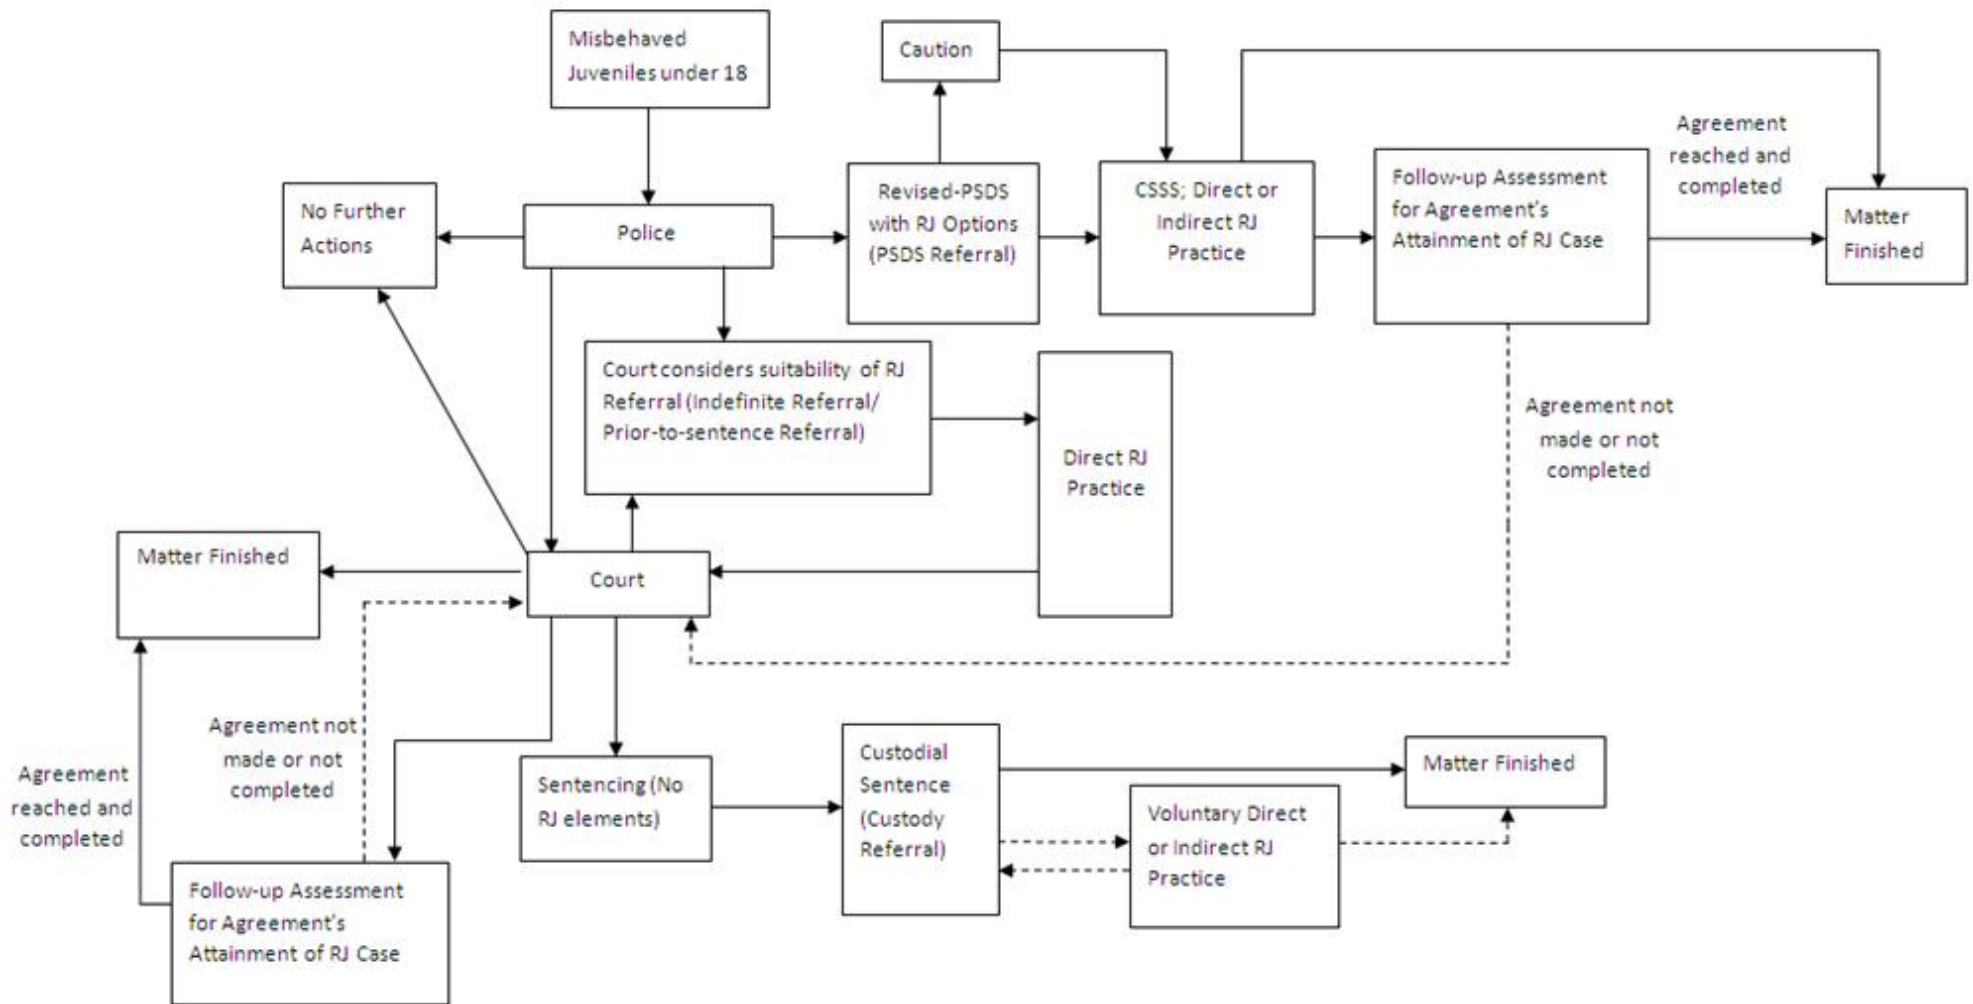 Misbehaved
Juveniles under 18
Caution
Agreement
reached and
completed
No Further
Actions
Police
Revised-PSDS
with RJ Options
(PSDS Referral)
CSSS; Direct or
Indirect RJ
Practice
Follow-up Assessment
for Agreement's
Attainment of RJ Case
Matter
Finished
Court considers suitability of RJ
Referral (Indefinite Referral/
Prior-to-sentence Referral)
Direct RJ
Practice
Agreement not
made or not
completed
Matter Finished
Court
Agreement not
made or not
completed
Agreement
reached and
completed
Sentencing (No
RJ elements)
Custodial
Sentence
(Custody
Referral)
Voluntary Direct
or Indirect RJ
Practice
Matter Finished
Follow-up Assessment
for Agreement's
Attainment of RJ Case